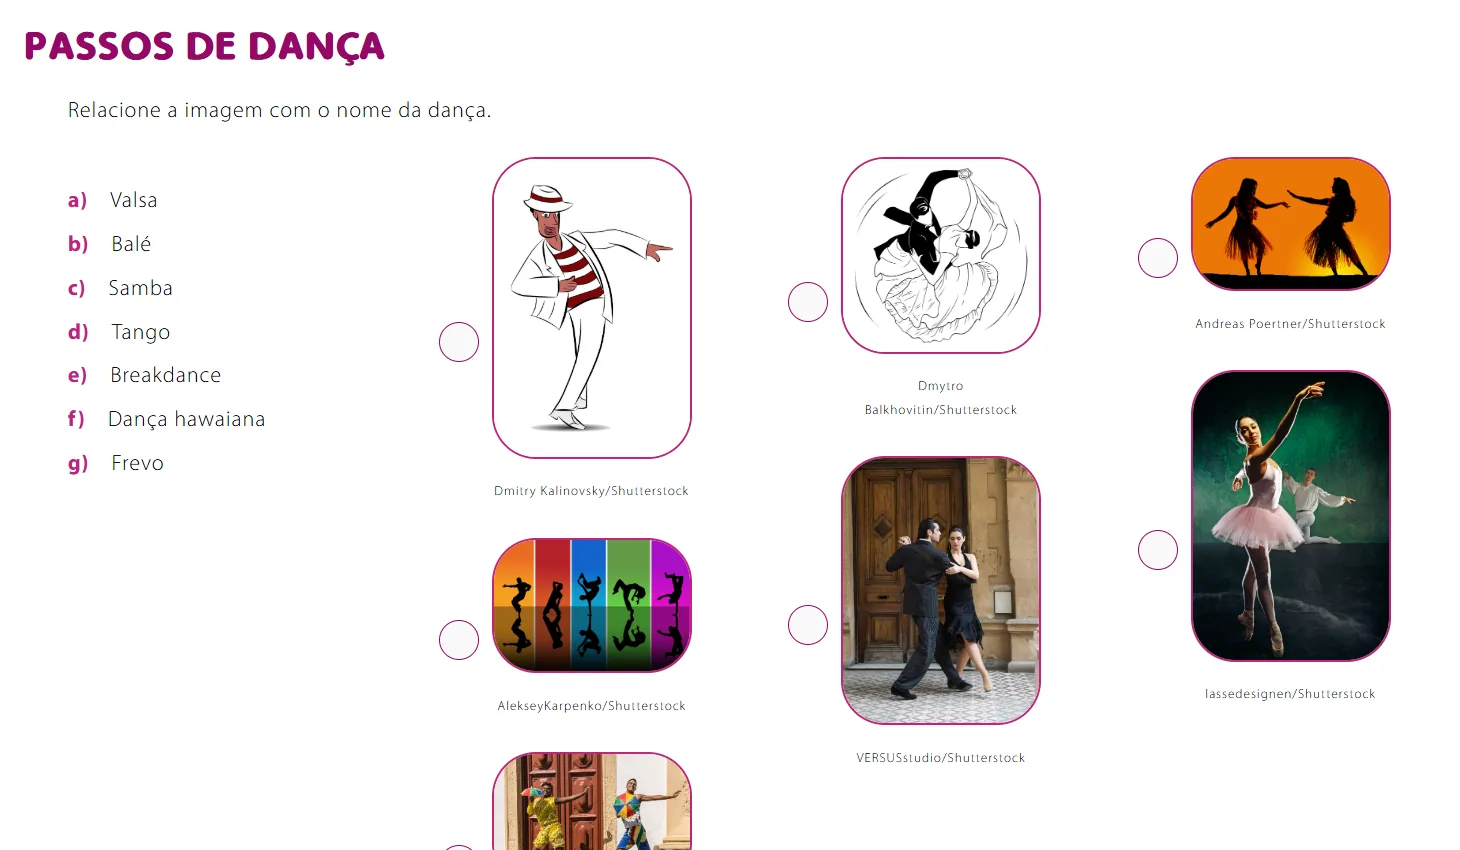 PASSOS DE DANÇA
Relacione a imagem com o nome da dança.
a) Valsa
b) Balé
c) Samba
d) Tango
e) Breakdance
f) Dança hawaiana
g) Frevo
Dmitry Kalinovsky/Shutterstock
AlekseyKarpenko/Shutterstock
Dmytro
Balkhovitin/Shutterstock
VERSUSstudio/Shutterstock
Andreas Poertner/Shutterstock
lassedesignen/Shutterstock